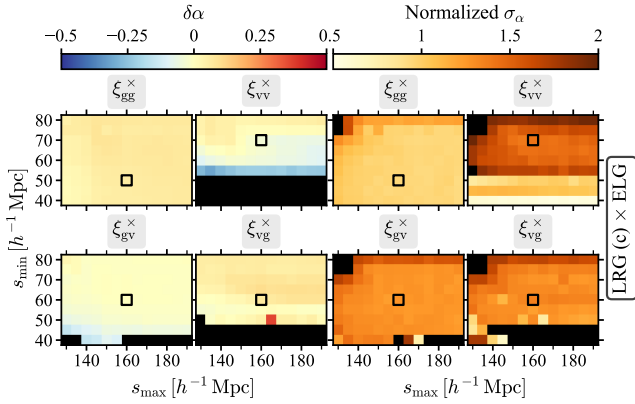 δα Normalized σ_α
−0.5 −0.25 0 0.25 0.5 1 1.5 2
ξ_gg^× ξ_vv^× ξ_gg^× ξ_vv^×
80
70
60
50
40
ξ_gv^× ξ_vg^× ξ_gv^× ξ_vg^×
80
70
60
50
40
s_min [h^−1 Mpc]
LRG (c) × ELG
140 160 180 140 160 180 140 160 180 140 160 180
s_max [h^−1 Mpc] s_max [h^−1 Mpc]